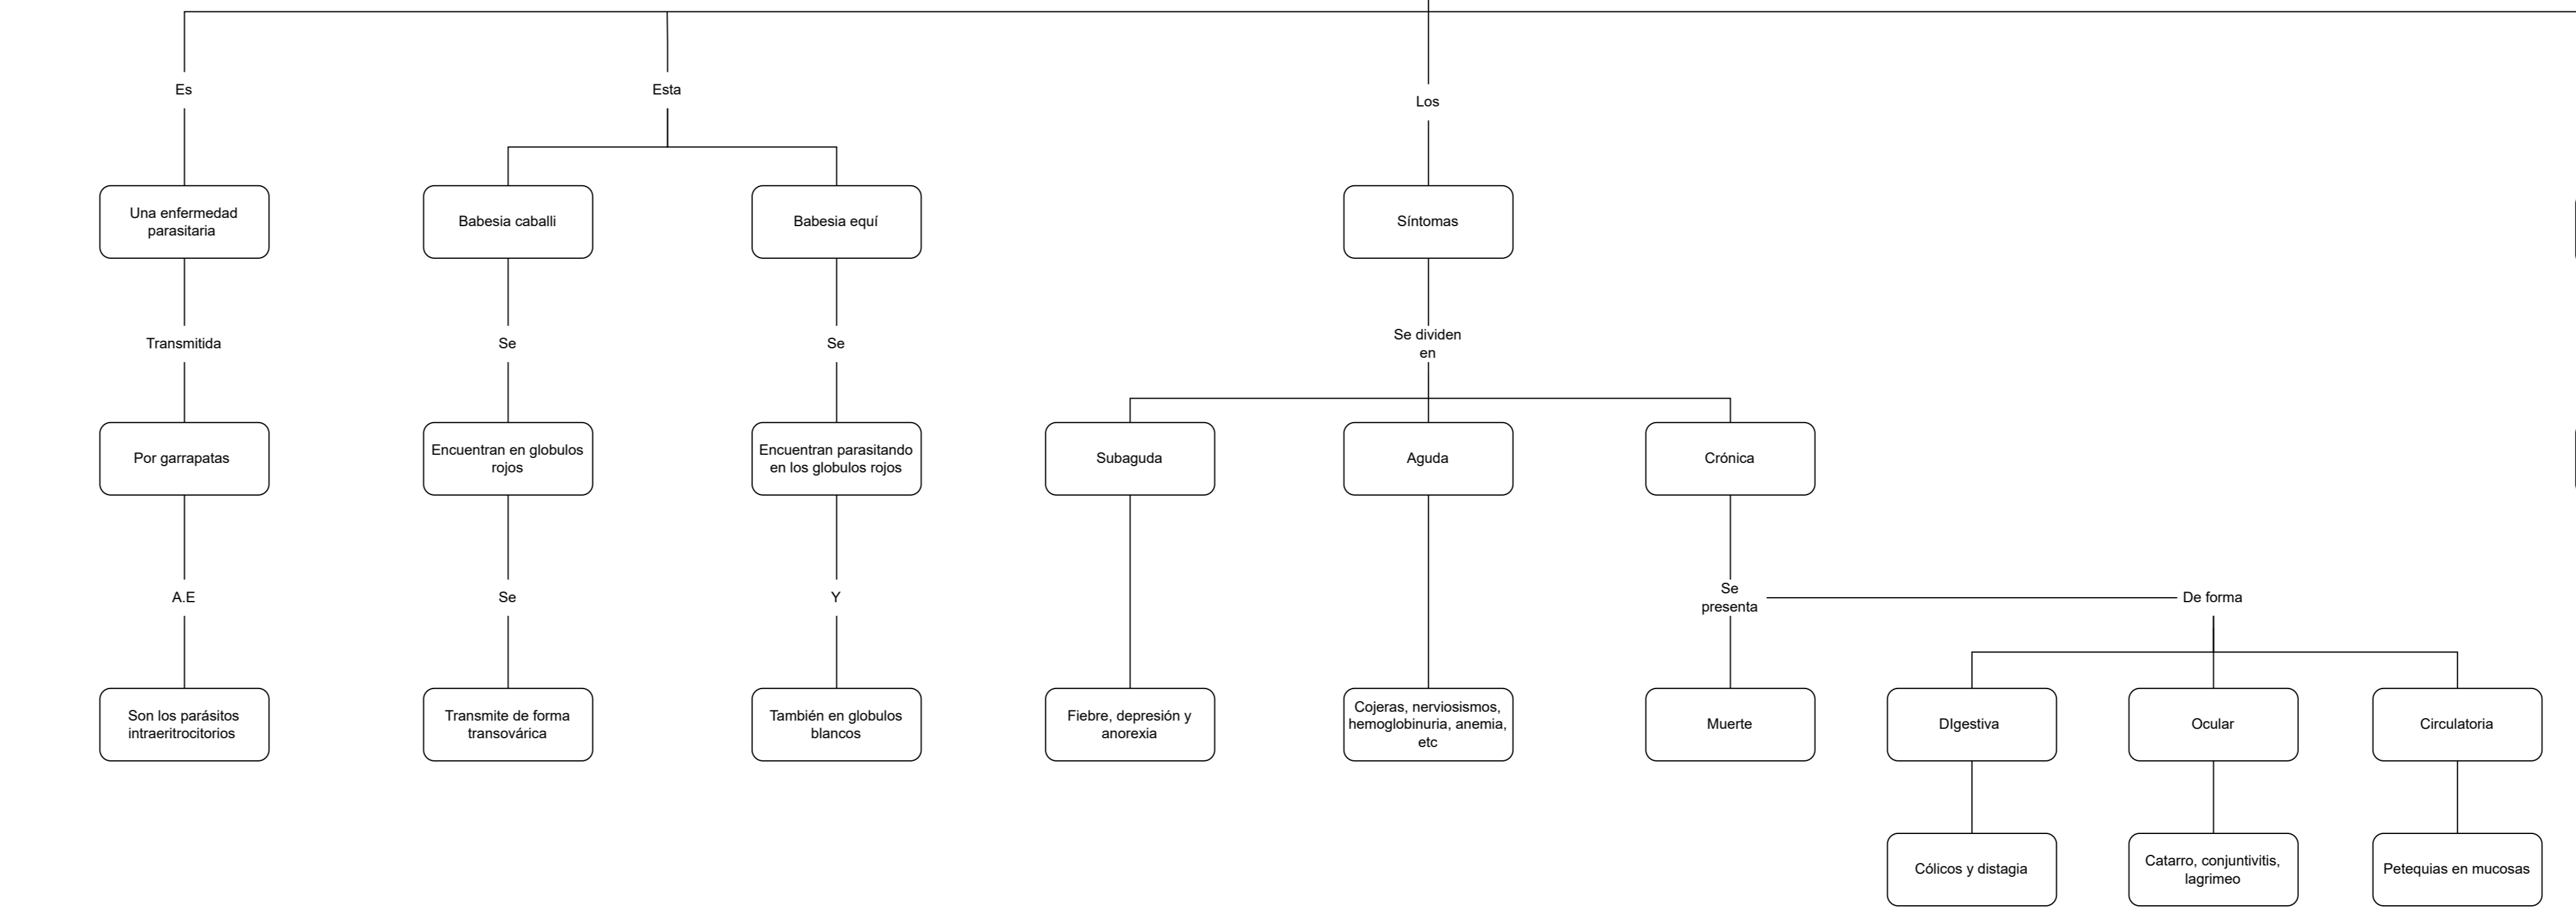 Es
Esta
Los
Una enfermedad
parasitaria
Babesia caballi
Babesia equí
Síntomas
Transmitida
Se
Se
Se dividen
en
Por garrapatas
Encuentran en globulos
rojos
Encuentran parasitando
en los globulos rojos
Subaguda
Aguda
Crónica
A.E
Se
Y
Se
presenta
De forma
Son los parásitos
intraeritrocitorios
Transmite de forma
transovárica
También en globulos
blancos
Fiebre, depresión y
anorexia
Cojeras, nerviosismos,
hemoglobinuria, anemia,
etc
Muerte
DIgestiva
Ocular
Circulatoria
Cólicos y distagia
Catarro, conjuntivitis,
lagrimeo
Petequias en mucosas